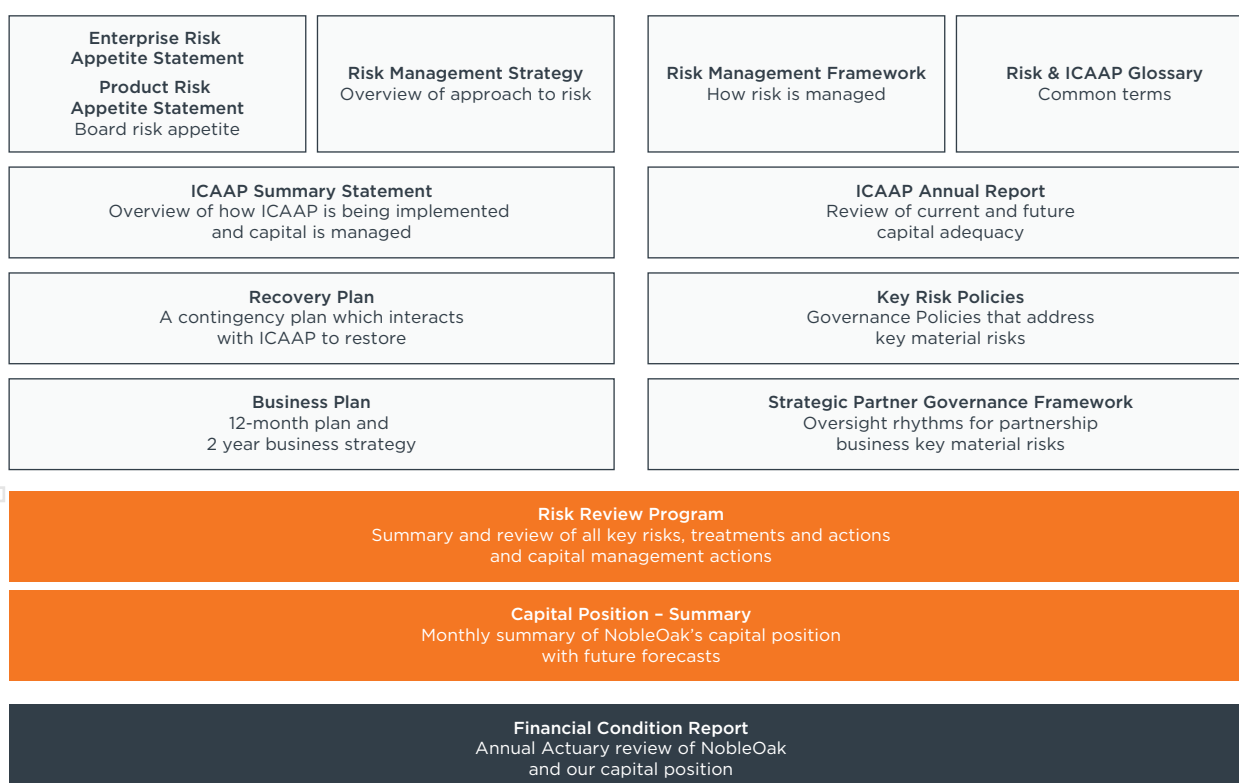 Enterprise Risk
Appetite Statement
Product Risk
Appetite Statement
Board risk appetite
Risk Management Strategy
Overview of approach to risk
Risk Management Framework
How risk is managed
Risk & ICAAP Glossary
Common terms
ICAAP Summary Statement
Overview of how ICAAP is being implemented
and capital is managed
ICAAP Annual Report
Review of current and future
capital adequacy
Recovery Plan
A contingency plan which interacts
with ICAAP to restore
Key Risk Policies
Governance Policies that address
key material risks
Business Plan
12-month plan and
2 year business strategy
Strategic Partner Governance Framework
Oversight rhythms for partnership
business key material risks
Risk Review Program
Summary and review of all key risks, treatments and actions
and capital management actions
Capital Position – Summary
Monthly summary of NobleOak's capital position
with future forecasts
Financial Condition Report
Annual Actuary review of NobleOak
and our capital position